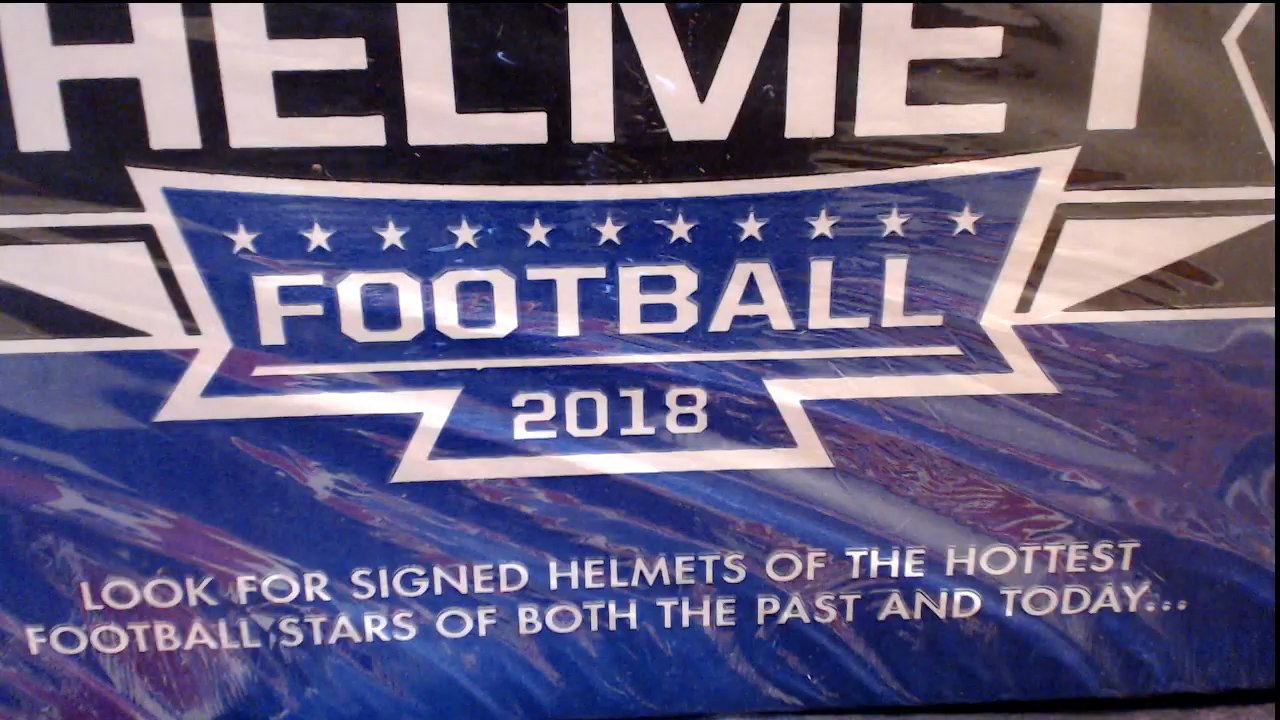 HELMET
FOOTBALL
2018
LOOK FOR SIGNED HELMETS OF THE HOTTEST
FOOTBALL STARS OF BOTH THE PAST AND TODAY...